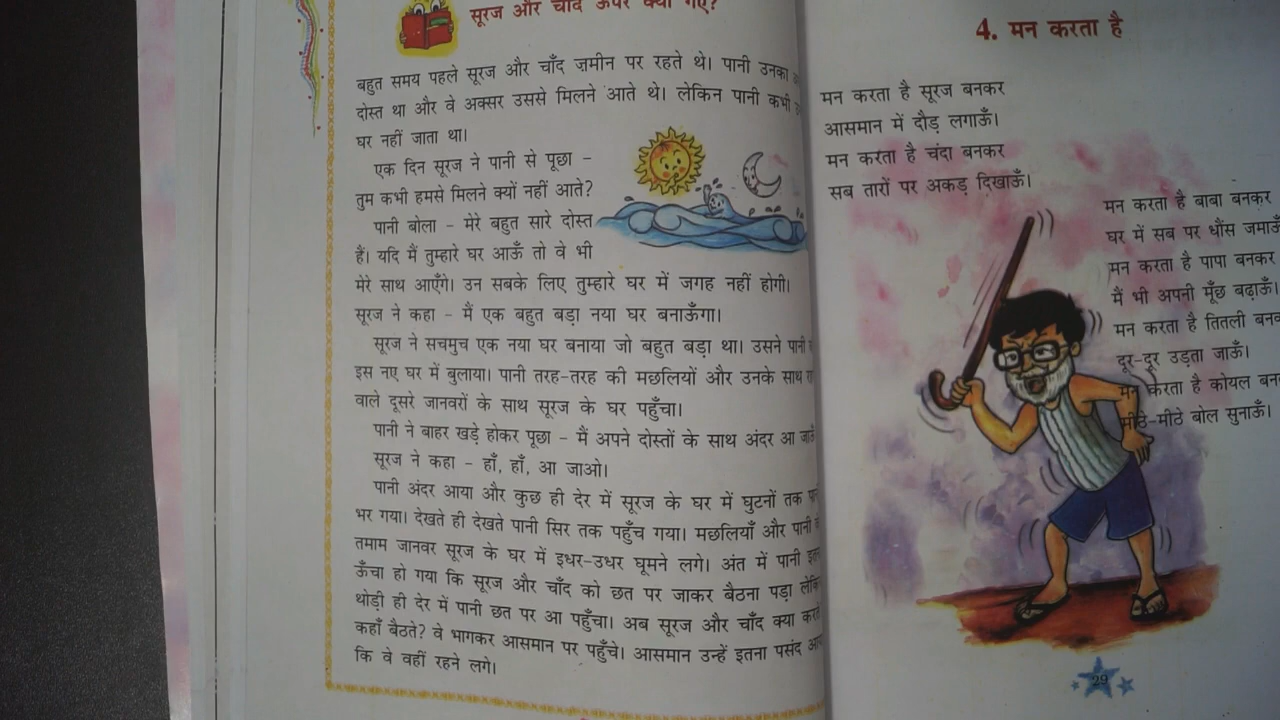 सूरज और चाँद ऊपर क्यों गए?
बहुत समय पहले सूरज और चाँद ज़मीन पर रहते थे। पानी उनका
दोस्त था और वे अक्सर उससे मिलने आते थे। लेकिन पानी कभी
घर नहीं जाता था।
एक दिन सूरज ने पानी से पूछा –
तुम कभी हमसे मिलने क्यों नहीं आते?
पानी बोला – मेरे बहुत सारे दोस्त
हैं। यदि मैं तुम्हारे घर आऊँ तो वे भी
मेरे साथ आएँगे। उन सबके लिए तुम्हारे घर में जगह नहीं होगी।
सूरज ने कहा – मैं एक बहुत बड़ा नया घर बनाऊँगा।
सूरज ने सचमुच एक नया घर बनाया जो बहुत बड़ा था। उसने पानी
इस नए घर में बुलाया। पानी तरह-तरह की मछलियों और उनके साथ
वाले दूसरे जानवरों के साथ सूरज के घर पहुँचा।
पानी ने बाहर खड़े होकर पूछा – मैं अपने दोस्तों के साथ अंदर आ
सूरज ने कहा – हाँ, हाँ, आ जाओ।
पानी अंदर आया और कुछ ही देर में सूरज के घर में घुटनों तक
भर गया। देखते ही देखते पानी सिर तक पहुँच गया। मछलियाँ और पानी
तमाम जानवर सूरज के घर में इधर-उधर घूमने लगे। अंत में पानी
ऊँचा हो गया कि सूरज और चाँद को छत पर जाकर बैठना पड़ा
थोड़ी ही देर में पानी छत पर आ पहुँचा। अब सूरज और चाँद क्या
कहाँ बैठते? वे भागकर आसमान पर पहुँचे। आसमान उन्हें इतना पसंद
कि वे वहीं रहने लगे।
4. मन करता है
मन करता है सूरज बनकर
आसमान में दौड़ लगाऊँ।
मन करता है चंदा बनकर
सब तारों पर अकड़ दिखाऊँ।
मन करता है बाबा बनकर
घर में सब पर धौंस जमाऊँ
मन करता है पापा बनकर
मैं भी अपनी मूँछ बढ़ाऊँ।
मन करता है तितली
दूर-दूर उड़ता जाऊँ।
मन करता है कोयल
मीठे-मीठे बोल सुनाऊँ।
29